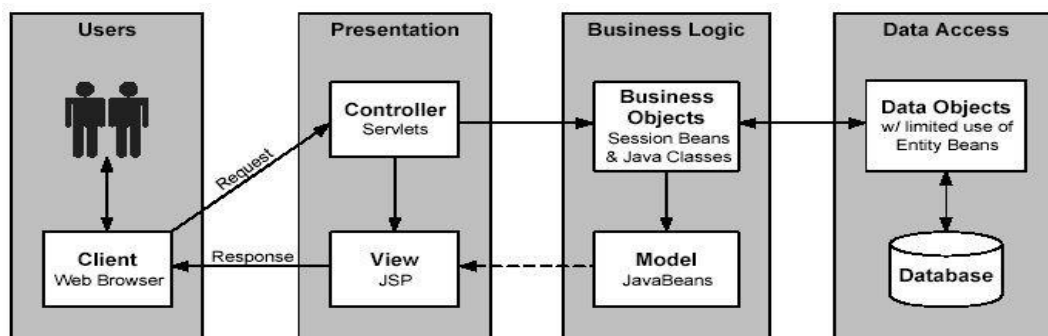 Users
Presentation
Business Logic
Data Access
Controller
Servlets
Business
Objects
Session Beans
& Java Classes
Data Objects
w/ limited use of
Entity Beans
Request
Client
Web Browser
Response
View
JSP
Model
JavaBeans
Database